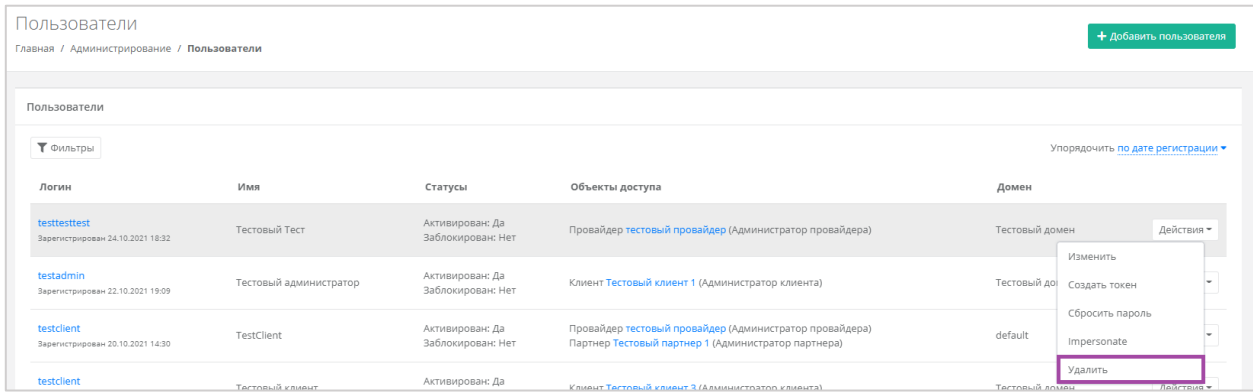 Пользователи
Главная / Администрирование / Пользователи
+ Добавить пользователя
Пользователи
Фильтры
Упорядочить по дате регистрации
Логин Имя Статусы Объекты доступа Домен
testtesttest
Зарегистрирован 24.10.2021 18:32
Тестовый Тест
Активирован: Да
Заблокирован: Нет
Провайдер тестовый провайдер (Администратор провайдера)
Тестовый домен
Действия
Изменить
Создать токен
Сбросить пароль
Impersonate
Удалить
testadmin
Зарегистрирован 22.10.2021 19:09
Тестовый администратор
Активирован: Да
Заблокирован: Нет
Клиент Тестовый клиент 1 (Администратор клиента)
Тестовый до
testclient
Зарегистрирован 20.10.2021 14:30
TestClient
Активирован: Да
Заблокирован: Нет
Провайдер тестовый провайдер (Администратор провайдера)
Партнер Тестовый партнер 1 (Администратор партнера)
default
testclient
Тестовый клиент
Активирован: Да
Клиент Тестовый клиент 3 (Администратор клиента)
Тестовый домен
Действия